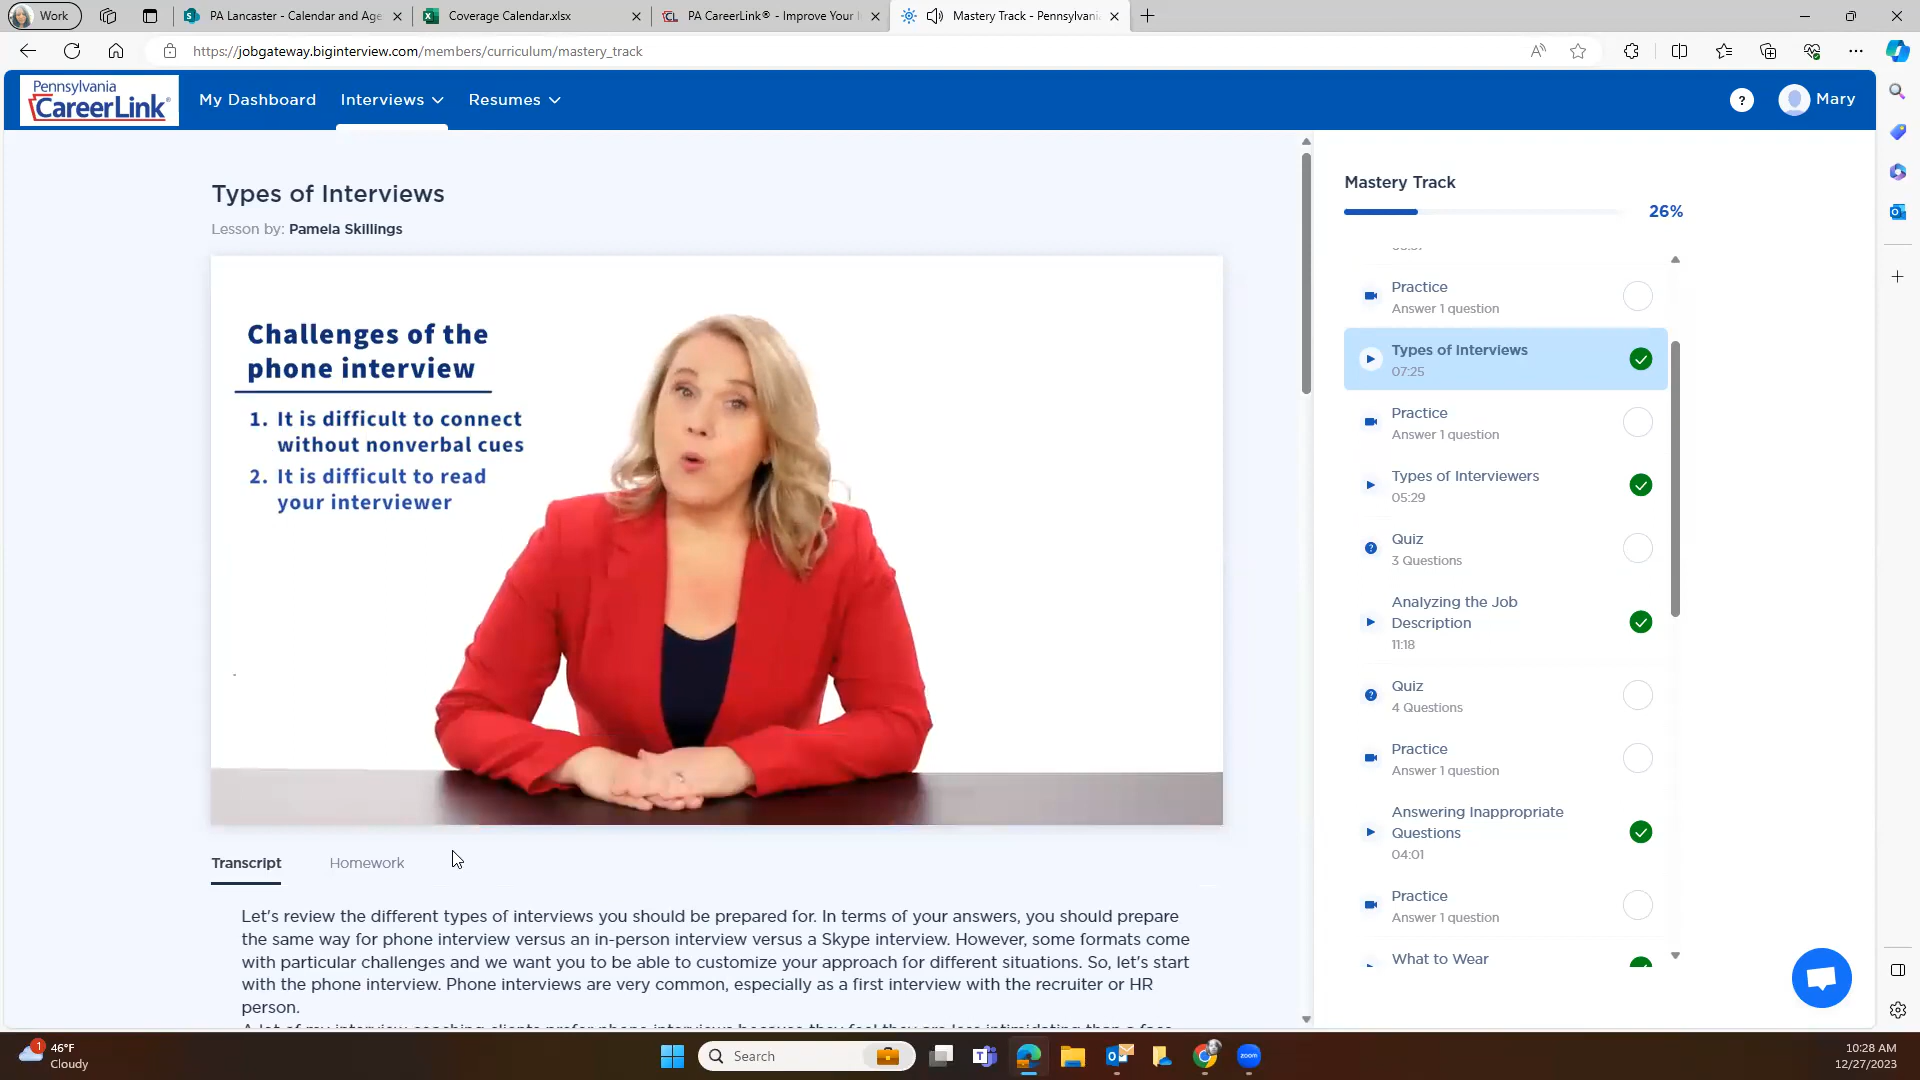 Work
PA Lancaster - Calendar and Age
Coverage Calendar.xlsx
PA CareerLink® - Improve Your I
Mastery Track - Pennsylvani
https://jobgateway.biginterview.com/members/curriculum/mastery_track
Pennsylvania
CareerLink
My Dashboard
Interviews
Resumes
?
Mary
Types of Interviews
Lesson by: Pamela Skillings
Challenges of the
phone interview
1. It is difficult to connect
without nonverbal cues
2. It is difficult to read
your interviewer
Transcript
Homework
Let's review the different types of interviews you should be prepared for. In terms of your answers, you should prepare
the same way for phone interview versus an in-person interview versus a Skype interview. However, some formats come
with particular challenges and we want you to be able to customize your approach for different situations. So, let's start
with the phone interview. Phone interviews are very common, especially as a first interview with the recruiter or HR
person.
Mastery Track
26%
Practice
Answer 1 question
Types of Interviews
07:25
Practice
Answer 1 question
Types of Interviewers
05:29
Quiz
3 Questions
Analyzing the Job
Description
11:18
Quiz
4 Questions
Practice
Answer 1 question
Answering Inappropriate
Questions
04:01
Practice
Answer 1 question
What to Wear
1
46°F
Cloudy
Search
zoom
10:28 AM
12/27/2023